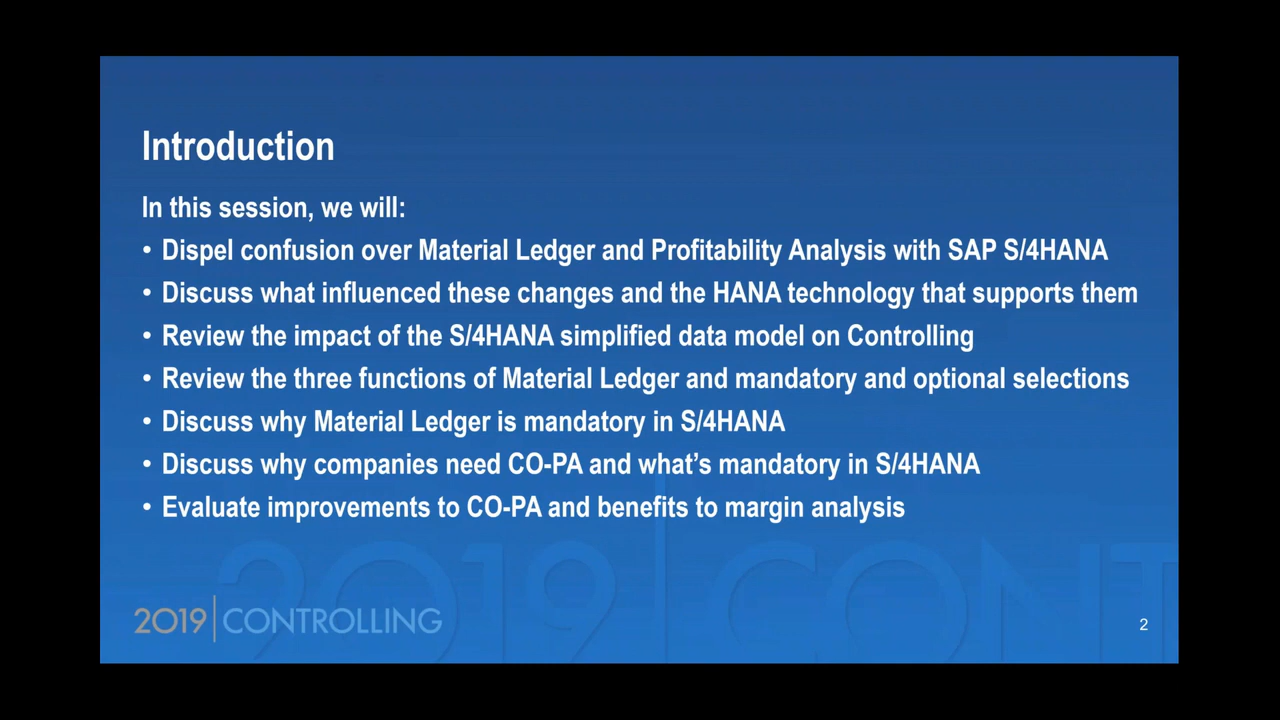 Introduction
In this session, we will:
• Dispel confusion over Material Ledger and Profitability Analysis with SAP S/4HANA
• Discuss what influenced these changes and the HANA technology that supports them
• Review the impact of the S/4HANA simplified data model on Controlling
• Review the three functions of Material Ledger and mandatory and optional selections
• Discuss why Material Ledger is mandatory in S/4HANA
• Discuss why companies need CO-PA and what's mandatory in S/4HANA
• Evaluate improvements to CO-PA and benefits to margin analysis
2019 | CONT
2019 | CONTROLLING
2